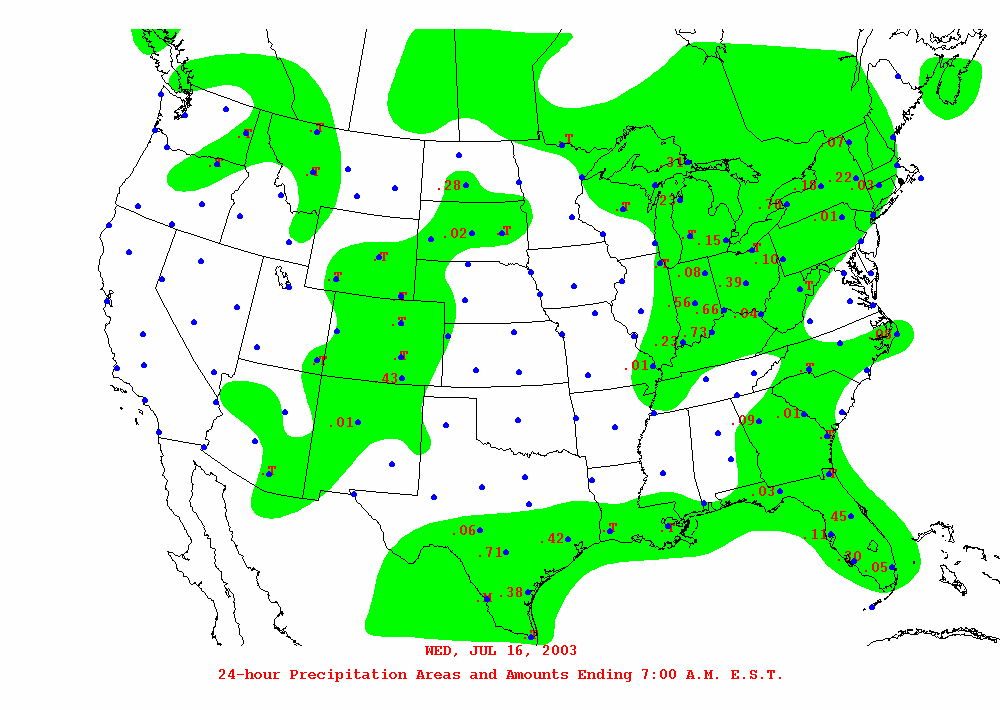 .T
.T
.T
.T
.T
.07
.31
.28
.23
.T
.18
.22
.03
.01
.02
.T
.T
.15
.T
.10
.T
.T
.T
.08
.39
.T
.T
.56
.66
.04
.T
.23
.73
.05
.T
.T
.01
.T
.43
.01
.09
.01
.T
.T
.T
.03
.06
.42
.T
.T
.45
.11
.71
.30
.05
.M
.38
.T
WED, JUL 16, 2003
24-hour Precipitation Areas and Amounts Ending 7:00 A.M. E.S.T.